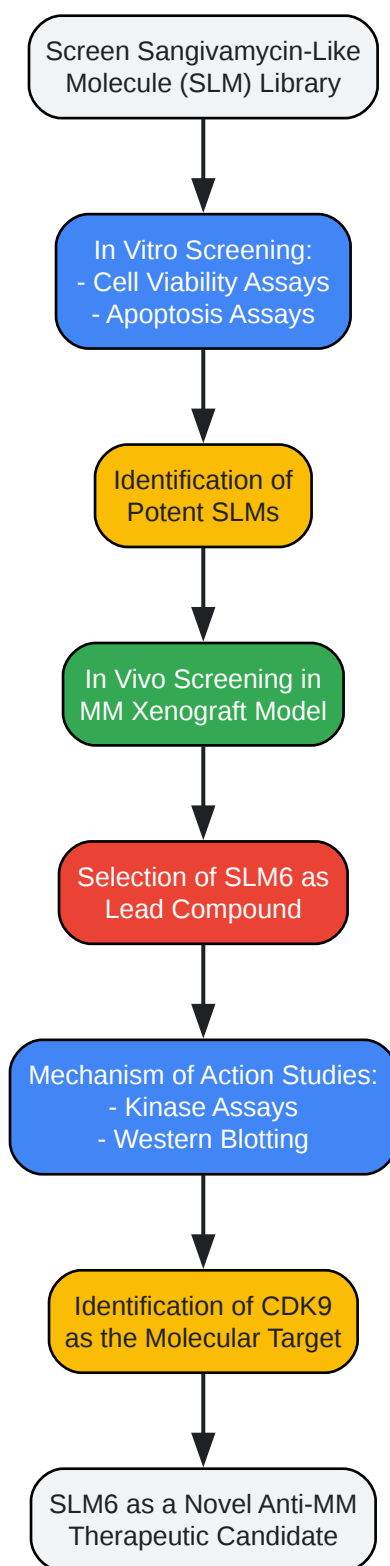 Screen Sangivamycin-Like
Molecule (SLM) Library
In Vitro Screening:
- Cell Viability Assays
- Apoptosis Assays
Identification of
Potent SLMs
In Vivo Screening in
MM Xenograft Model
Selection of SLM6 as
Lead Compound
Mechanism of Action Studies:
- Kinase Assays
- Western Blotting
Identification of CDK9
as the Molecular Target
SLM6 as a Novel Anti-MM
Therapeutic Candidate